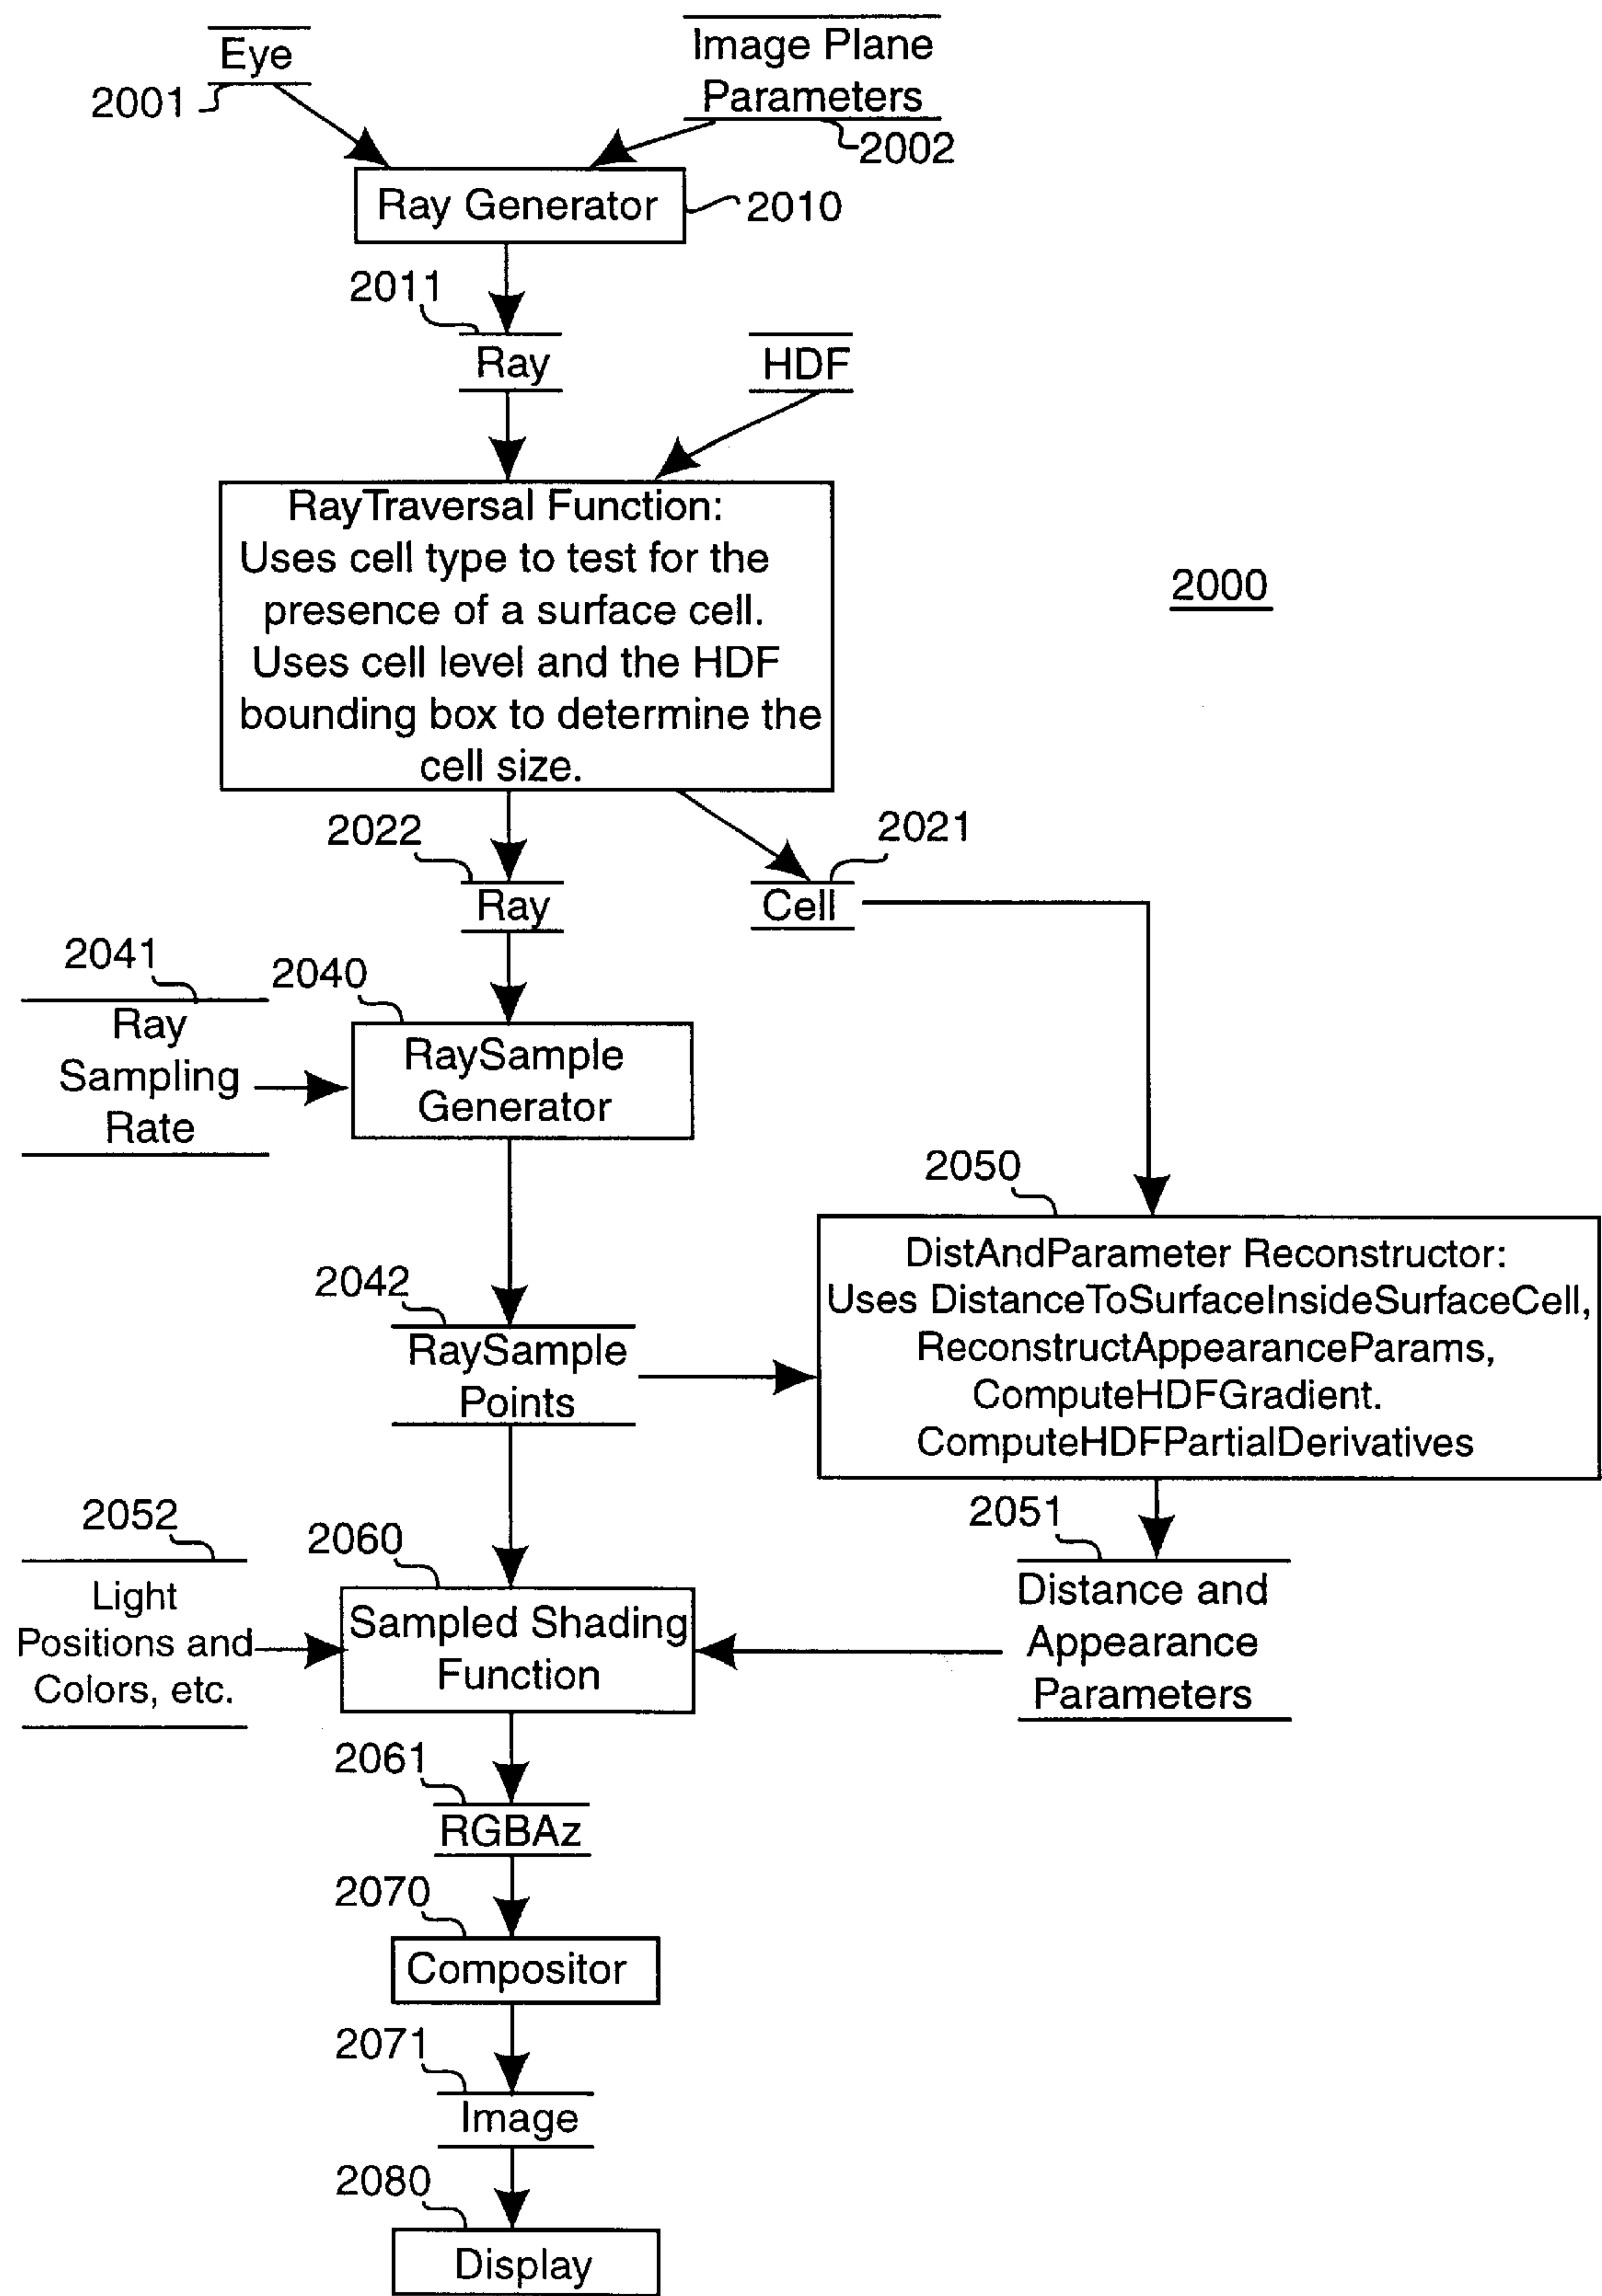 Eye
2001
Image Plane
Parameters
2002
Ray Generator
2010
2011
Ray
HDF
RayTraversal Function:
Uses cell type to test for the
presence of a surface cell.
Uses cell level and the HDF
bounding box to determine the
cell size.
2000
2022
Ray
2021
Cell
2041
Ray
Sampling
Rate
2040
RaySample
Generator
2050
DistAndParameter Reconstructor:
Uses DistanceToSurfaceInsideSurfaceCell,
ReconstructAppearanceParams,
ComputeHDFGradient.
ComputeHDFPartialDerivatives
2042
RaySample
Points
2052
Light
Positions and
Colors, etc.
2060
Sampled Shading
Function
2051
Distance and
Appearance
Parameters
2061
RGBAz
2070
Compositor
2071
Image
2080
Display